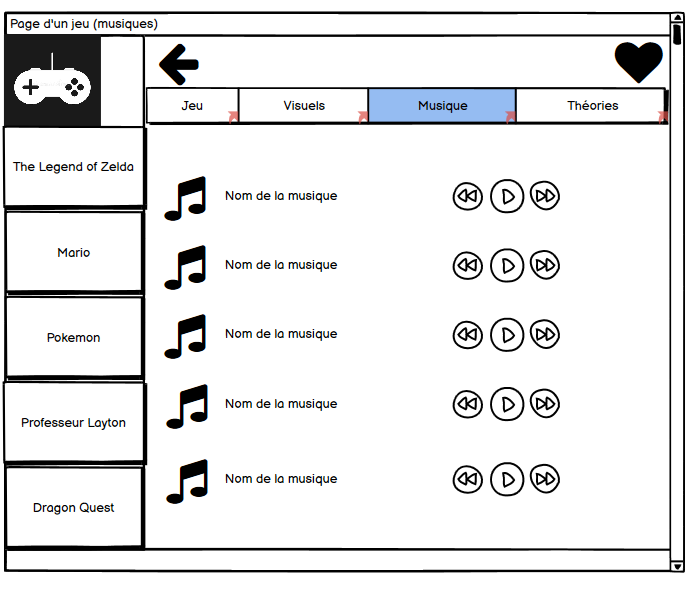 Page d'un jeu (musiques)
Jeu
Visuels
Musique
Théories
The Legend of Zelda
Mario
Pokemon
Professeur Layton
Dragon Quest
Nom de la musique
Nom de la musique
Nom de la musique
Nom de la musique
Nom de la musique